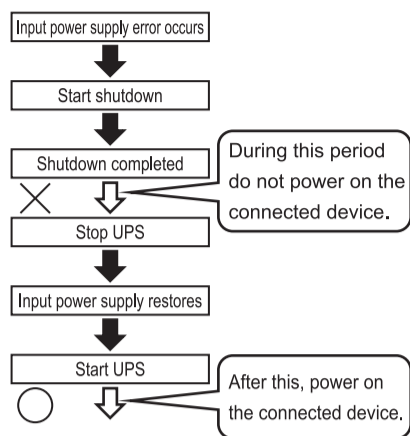 Input power supply error occurs
Start shutdown
Shutdown completed
During this period
do not power on the
connected device.
Stop UPS
Input power supply restores
Start UPS
After this, power on
the connected device.